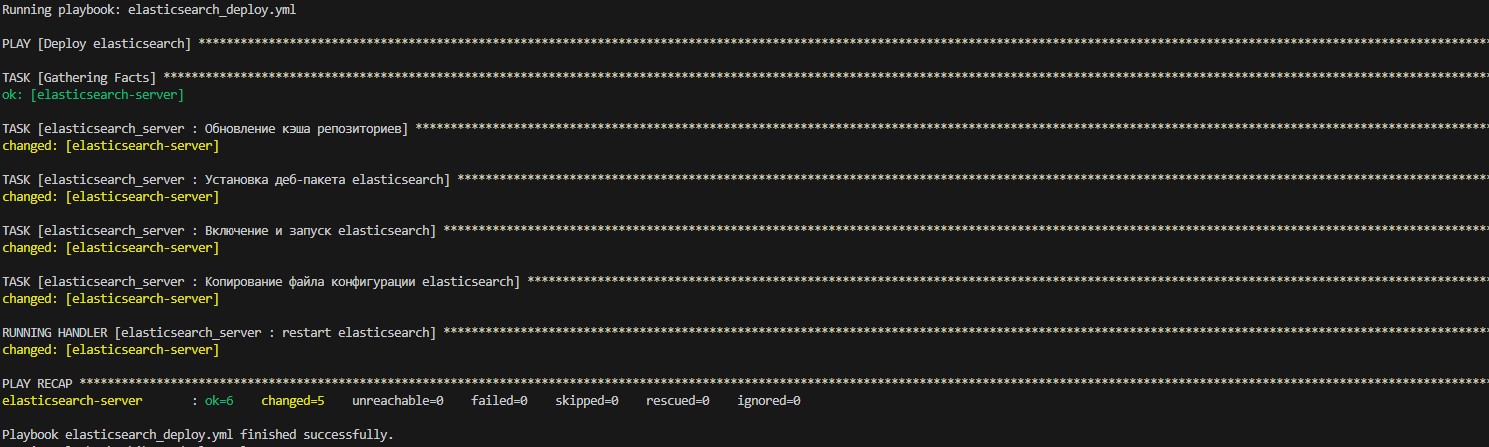 Running playbook: elasticsearch_deploy.yml
PLAY [Deploy elasticsearch] ****************************************************************************************************************************************************************************************
TASK [Gathering Facts] *********************************************************************************************************************************************************************************************
ok: [elasticsearch-server]
TASK [elasticsearch_server : Обновление кэша репозиториев] *********************************************************************************************************************************************************
changed: [elasticsearch-server]
TASK [elasticsearch_server : Установка деб-пакета elasticsearch] ***************************************************************************************************************************************************
changed: [elasticsearch-server]
TASK [elasticsearch_server : Включение и запуск elasticsearch] *****************************************************************************************************************************************************
changed: [elasticsearch-server]
TASK [elasticsearch_server : Копирование файла конфигурации elasticsearch] *****************************************************************************************************************************************
changed: [elasticsearch-server]
RUNNING HANDLER [elasticsearch_server : restart elasticsearch] *****************************************************************************************************************************************************
changed: [elasticsearch-server]
PLAY RECAP *********************************************************************************************************************************************************************************************************
elasticsearch-server : ok=6 changed=5 unreachable=0 failed=0 skipped=0 rescued=0 ignored=0
Playbook elasticsearch_deploy.yml finished successfully.